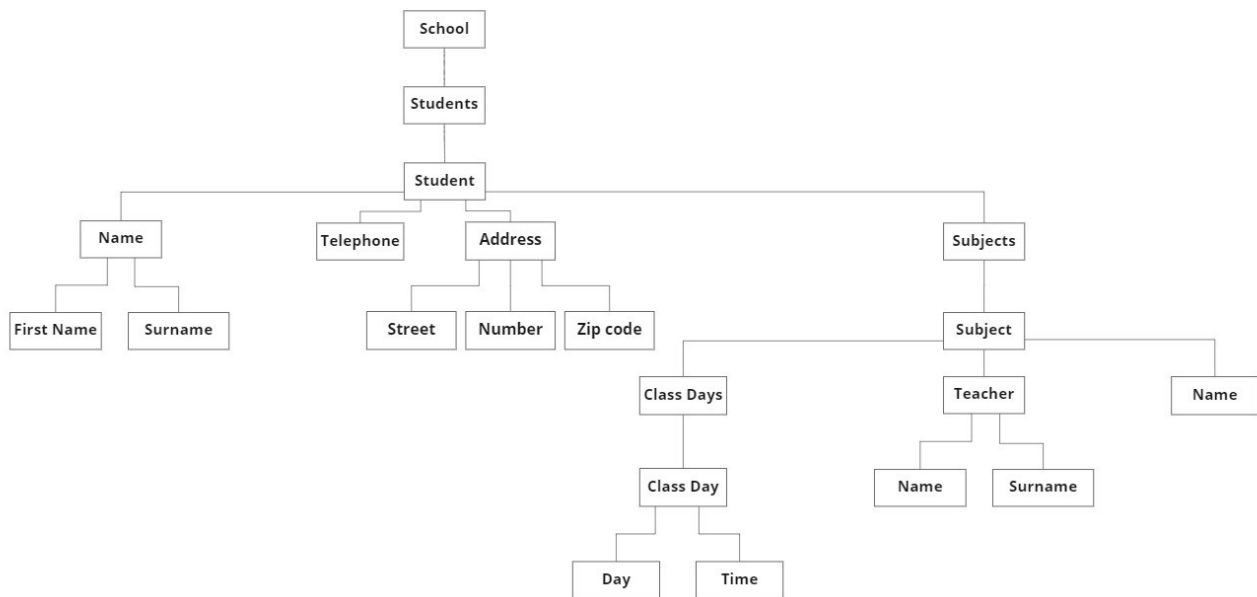 School
Students
Student
Name
Telephone
Address
Subjects
First Name
Surname
Street
Number
Zip code
Subject
Class Days
Teacher
Name
Class Day
Name
Surname
Day
Time